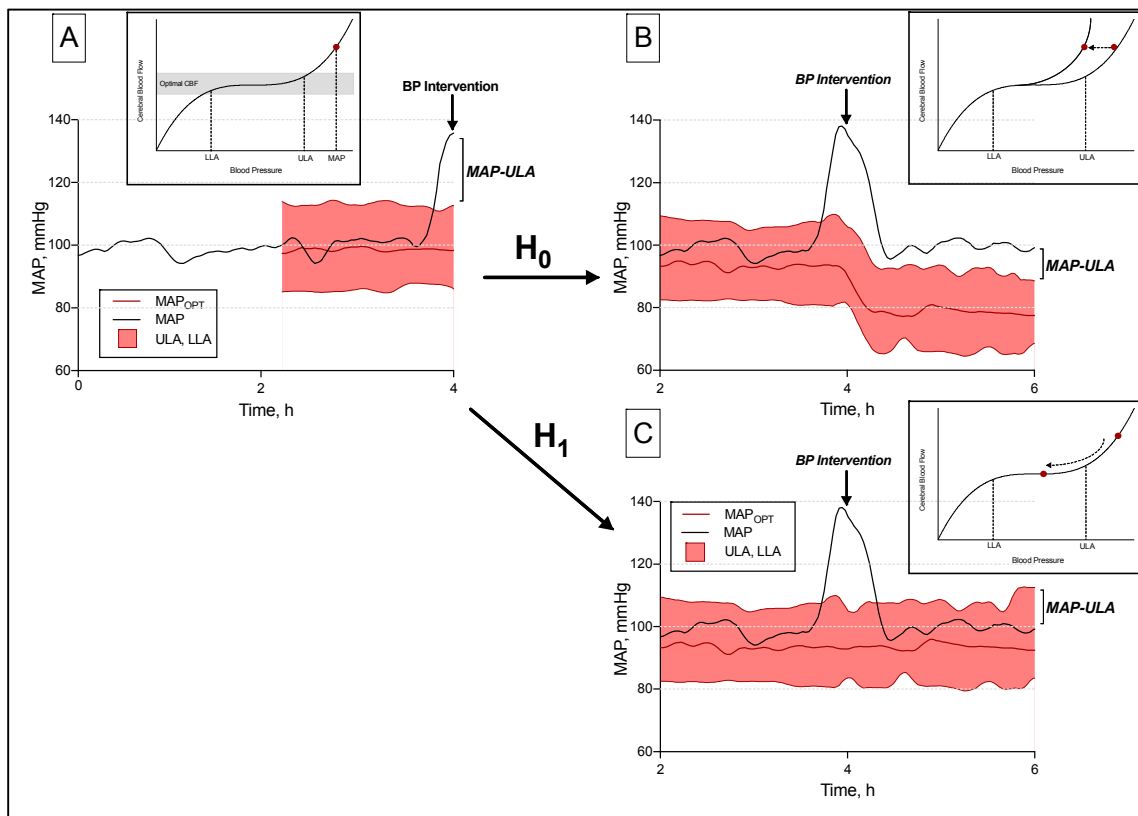 A
Cerebral Blood Flow
Optimal CBF
LLA
ULA
MAP
Blood Pressure
BP Intervention
MAP-ULA
MAP, mmHg
140
120
100
80
60
MAPOPT
MAP
ULA, LLA
0
2
4
Time, h
H0
H1
B
BP Intervention
Cerebral Blood Flow
LLA
ULA
Blood Pressure
MAP-ULA
MAP, mmHg
140
120
100
80
60
2
4
6
Time, h
C
BP Intervention
Cerebral Blood Flow
LLA
ULA
Blood Pressure
MAPOPT
MAP
ULA, LLA
MAP-ULA
MAP, mmHg
140
120
100
80
60
2
4
6
Time, h